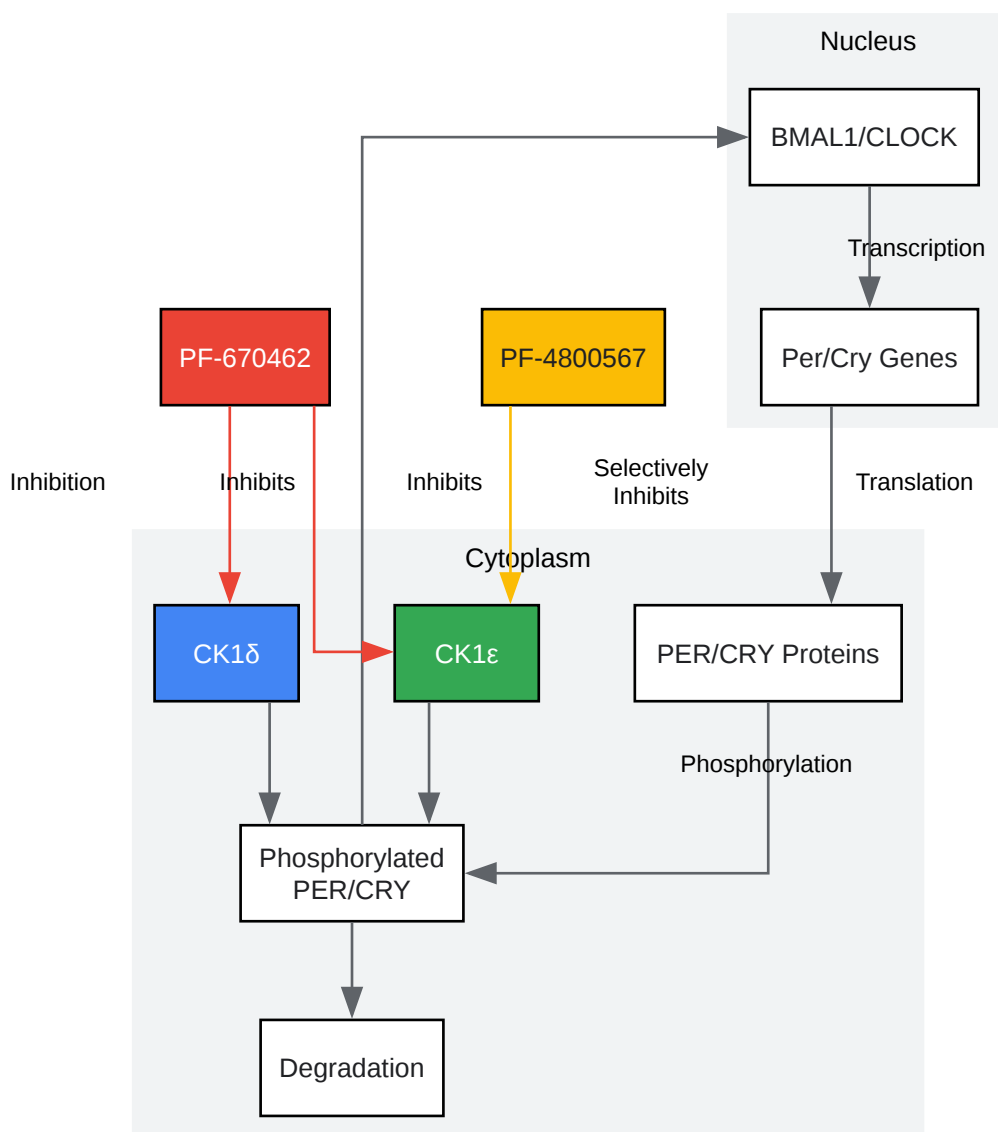 Nucleus
BMAL1/CLOCK
Transcription
PF-670462
PF-4800567
Per/Cry Genes
Inhibition
Inhibits
Inhibits
Selectively
Inhibits
Translation
Cytoplasm
CK1δ
CK1ε
PER/CRY Proteins
Phosphorylation
Phosphorylated
PER/CRY
Degradation